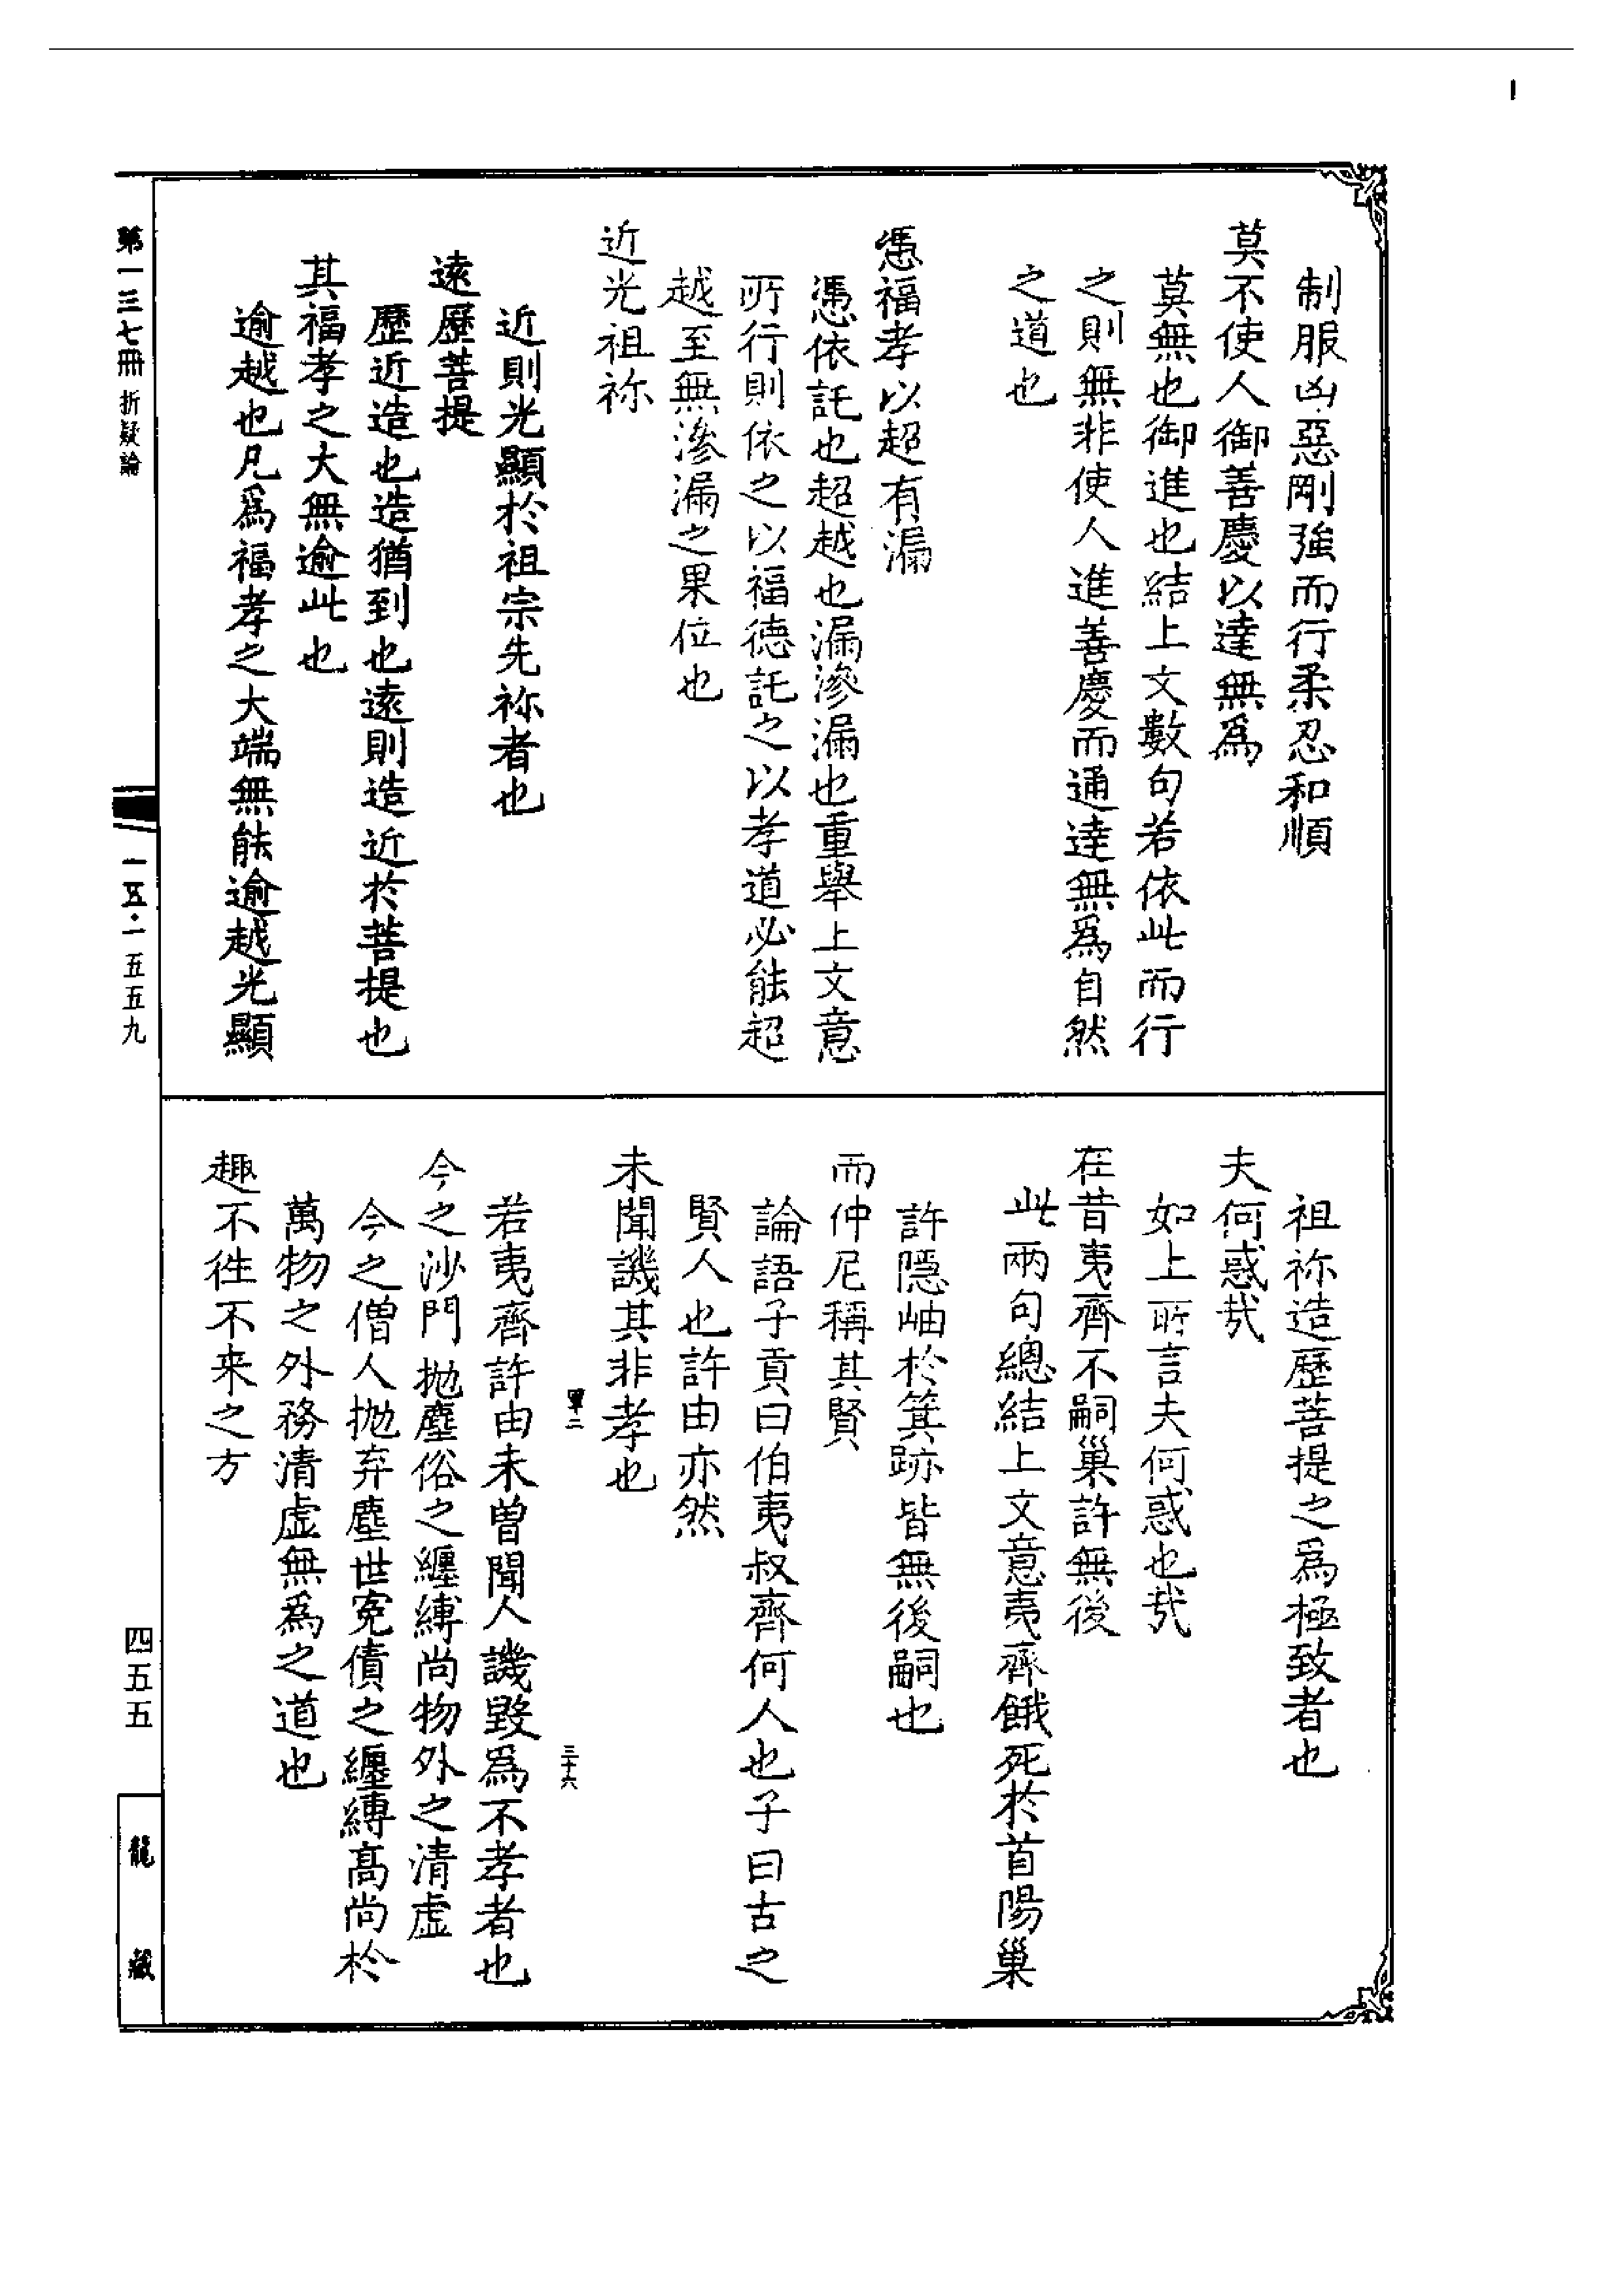 1
制服凶惡剛強而行柔忍和順
莫不使人御善慶以達無爲
莫無也御進也結上文數句若依此而行
之則無非使人進善慶而通達無爲自然
之道也
憑福孝以超有漏
憑依託也超越也漏滲漏也重舉上文意
所行則依之以福德託之以孝道必能超
越至無滲漏之果位也
近光祖祢
近則光顯於祖宗先祢者也
遠歷菩提
歷近造也造猶到也遠則造近於菩提也
其福孝之大無逾此也
逾越也凡爲福孝之大端無能逾越光顯
祖祢造歷菩提之爲極致者也
夫何惑哉
如上所言夫何惑也哉
在昔夷齊不嗣巢許無後
此兩句總結上文意夷齊餓死於首陽巢
許隱岫於箕跡皆無後嗣也
而仲尼稱其賢
論語子貢曰伯夷叔齊何人也子曰古之
賢人也許由亦然
未聞譏其非孝也
三十六
若夷齊許由未曾聞人譏毀爲不孝者也
今之沙門拋塵俗之纏縛尚物外之清虛
今之僧人拋弃塵世冤債之纏縛髙尚於
萬物之外務清虛無爲之道也
趣不徃不来之方
第一三七冊 折疑論
一五·一五五九
四五五
龍藏